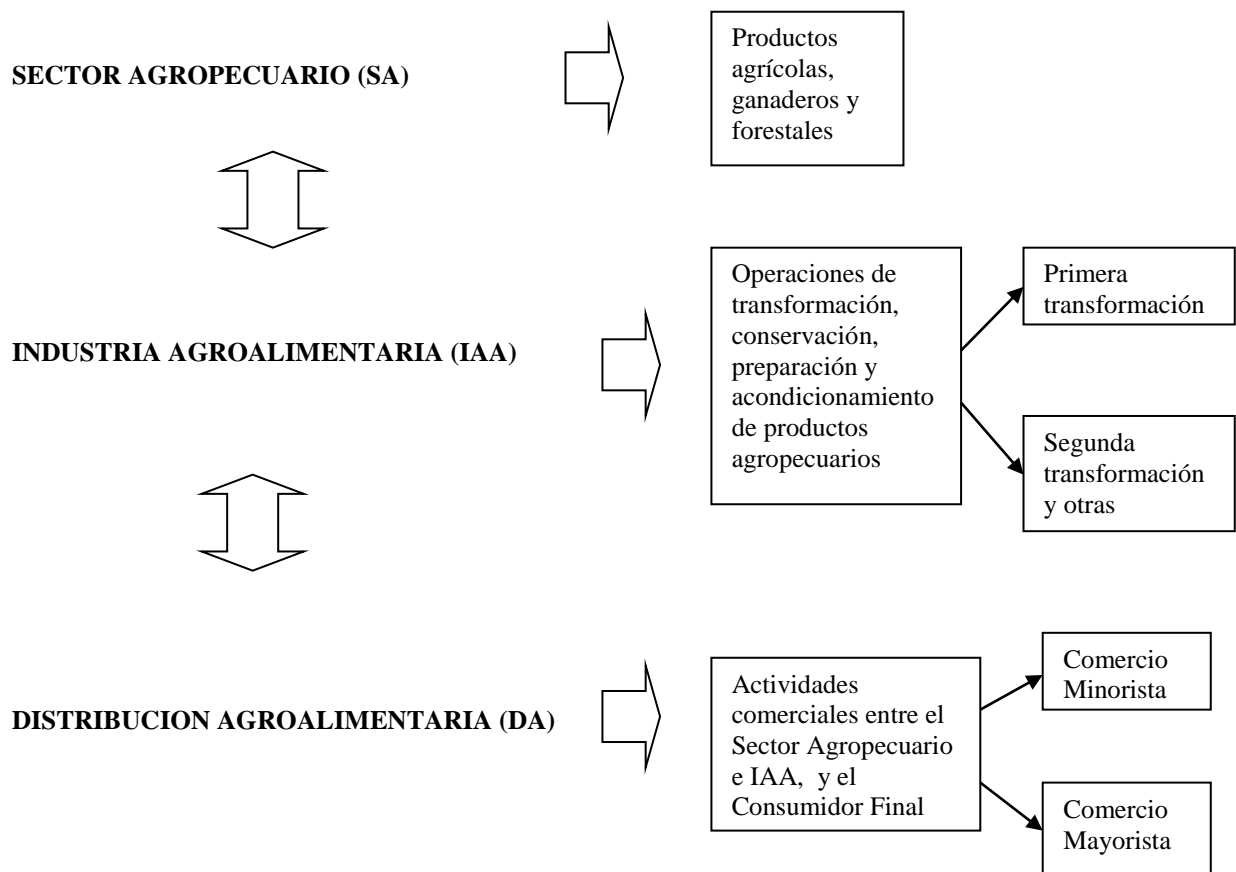 SECTOR AGROPECUARIO (SA)
Productos
agrícolas,
ganaderos y
forestales
INDUSTRIA AGROALIMENTARIA (IAA)
Operaciones de
transformación,
conservación,
preparación y
acondicionamiento
de productos
agropecuarios
Primera
transformación
Segunda
transformación
y otras
DISTRIBUCION AGROALIMENTARIA (DA)
Actividades
comerciales entre el
Sector Agropecuario
e IAA, y el
Consumidor Final
Comercio
Minorista
Comercio
Mayorista